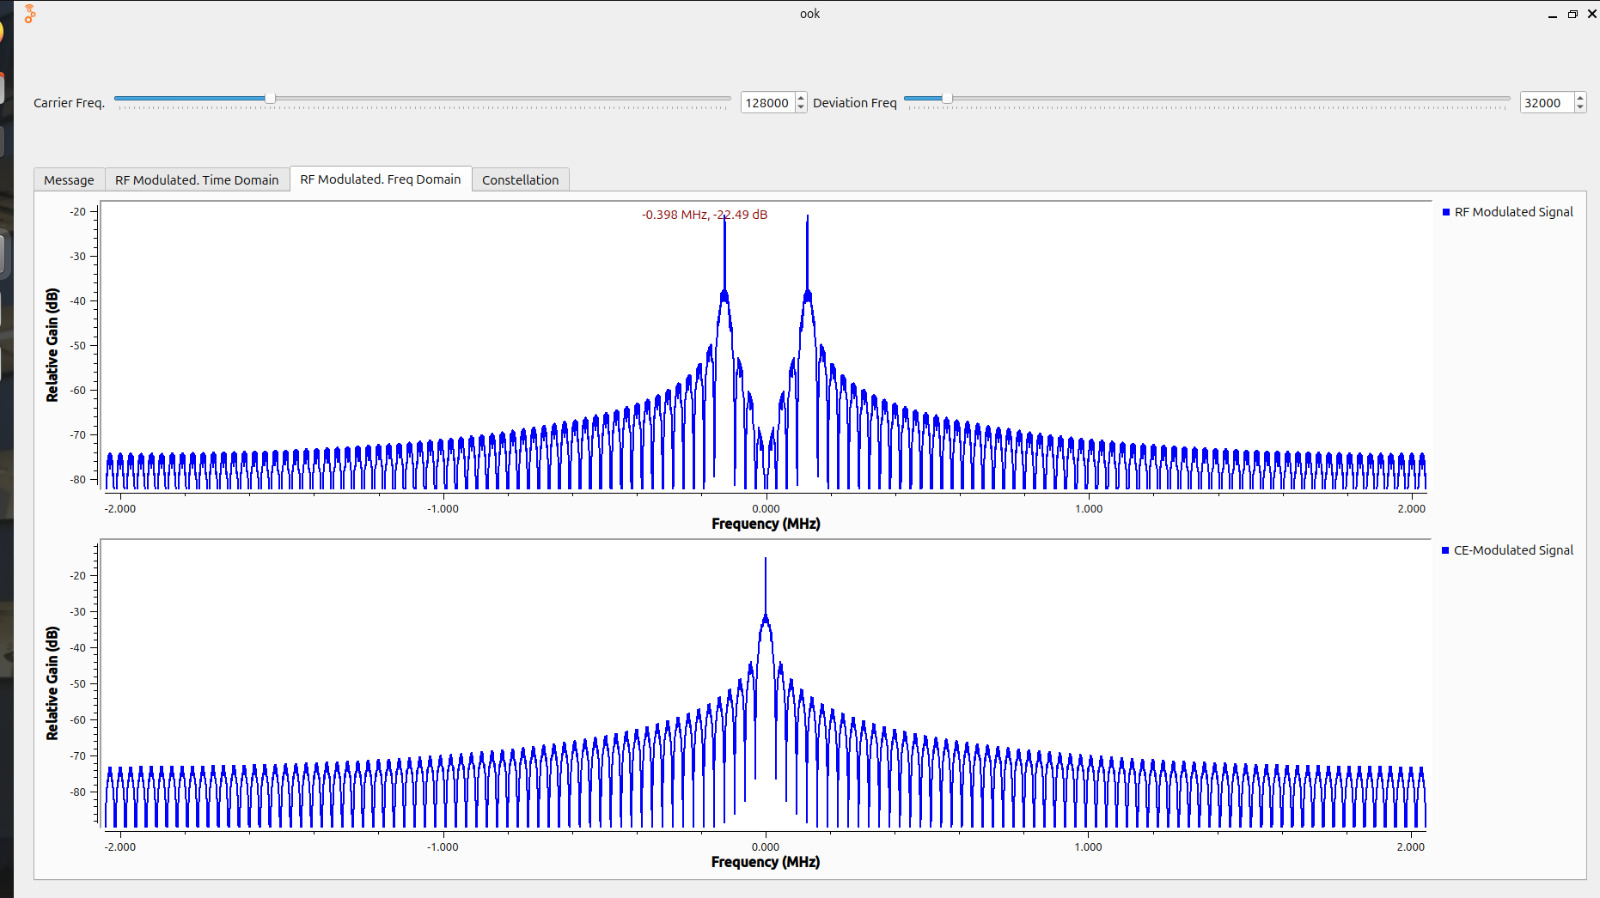 ook
Carrier Freq. 128000 Deviation Freq 32000
Message RF Modulated. Time Domain RF Modulated. Freq Domain Constellation
-0.398 MHz, -22.49 dB
RF Modulated Signal
Relative Gain (dB)
-20
-30
-40
-50
-60
-70
-80
-2.000 -1.000 0.000 1.000 2.000
Frequency (MHz)
CE-Modulated Signal
Relative Gain (dB)
-20
-30
-40
-50
-60
-70
-80
-2.000 -1.000 0.000 1.000 2.000
Frequency (MHz)